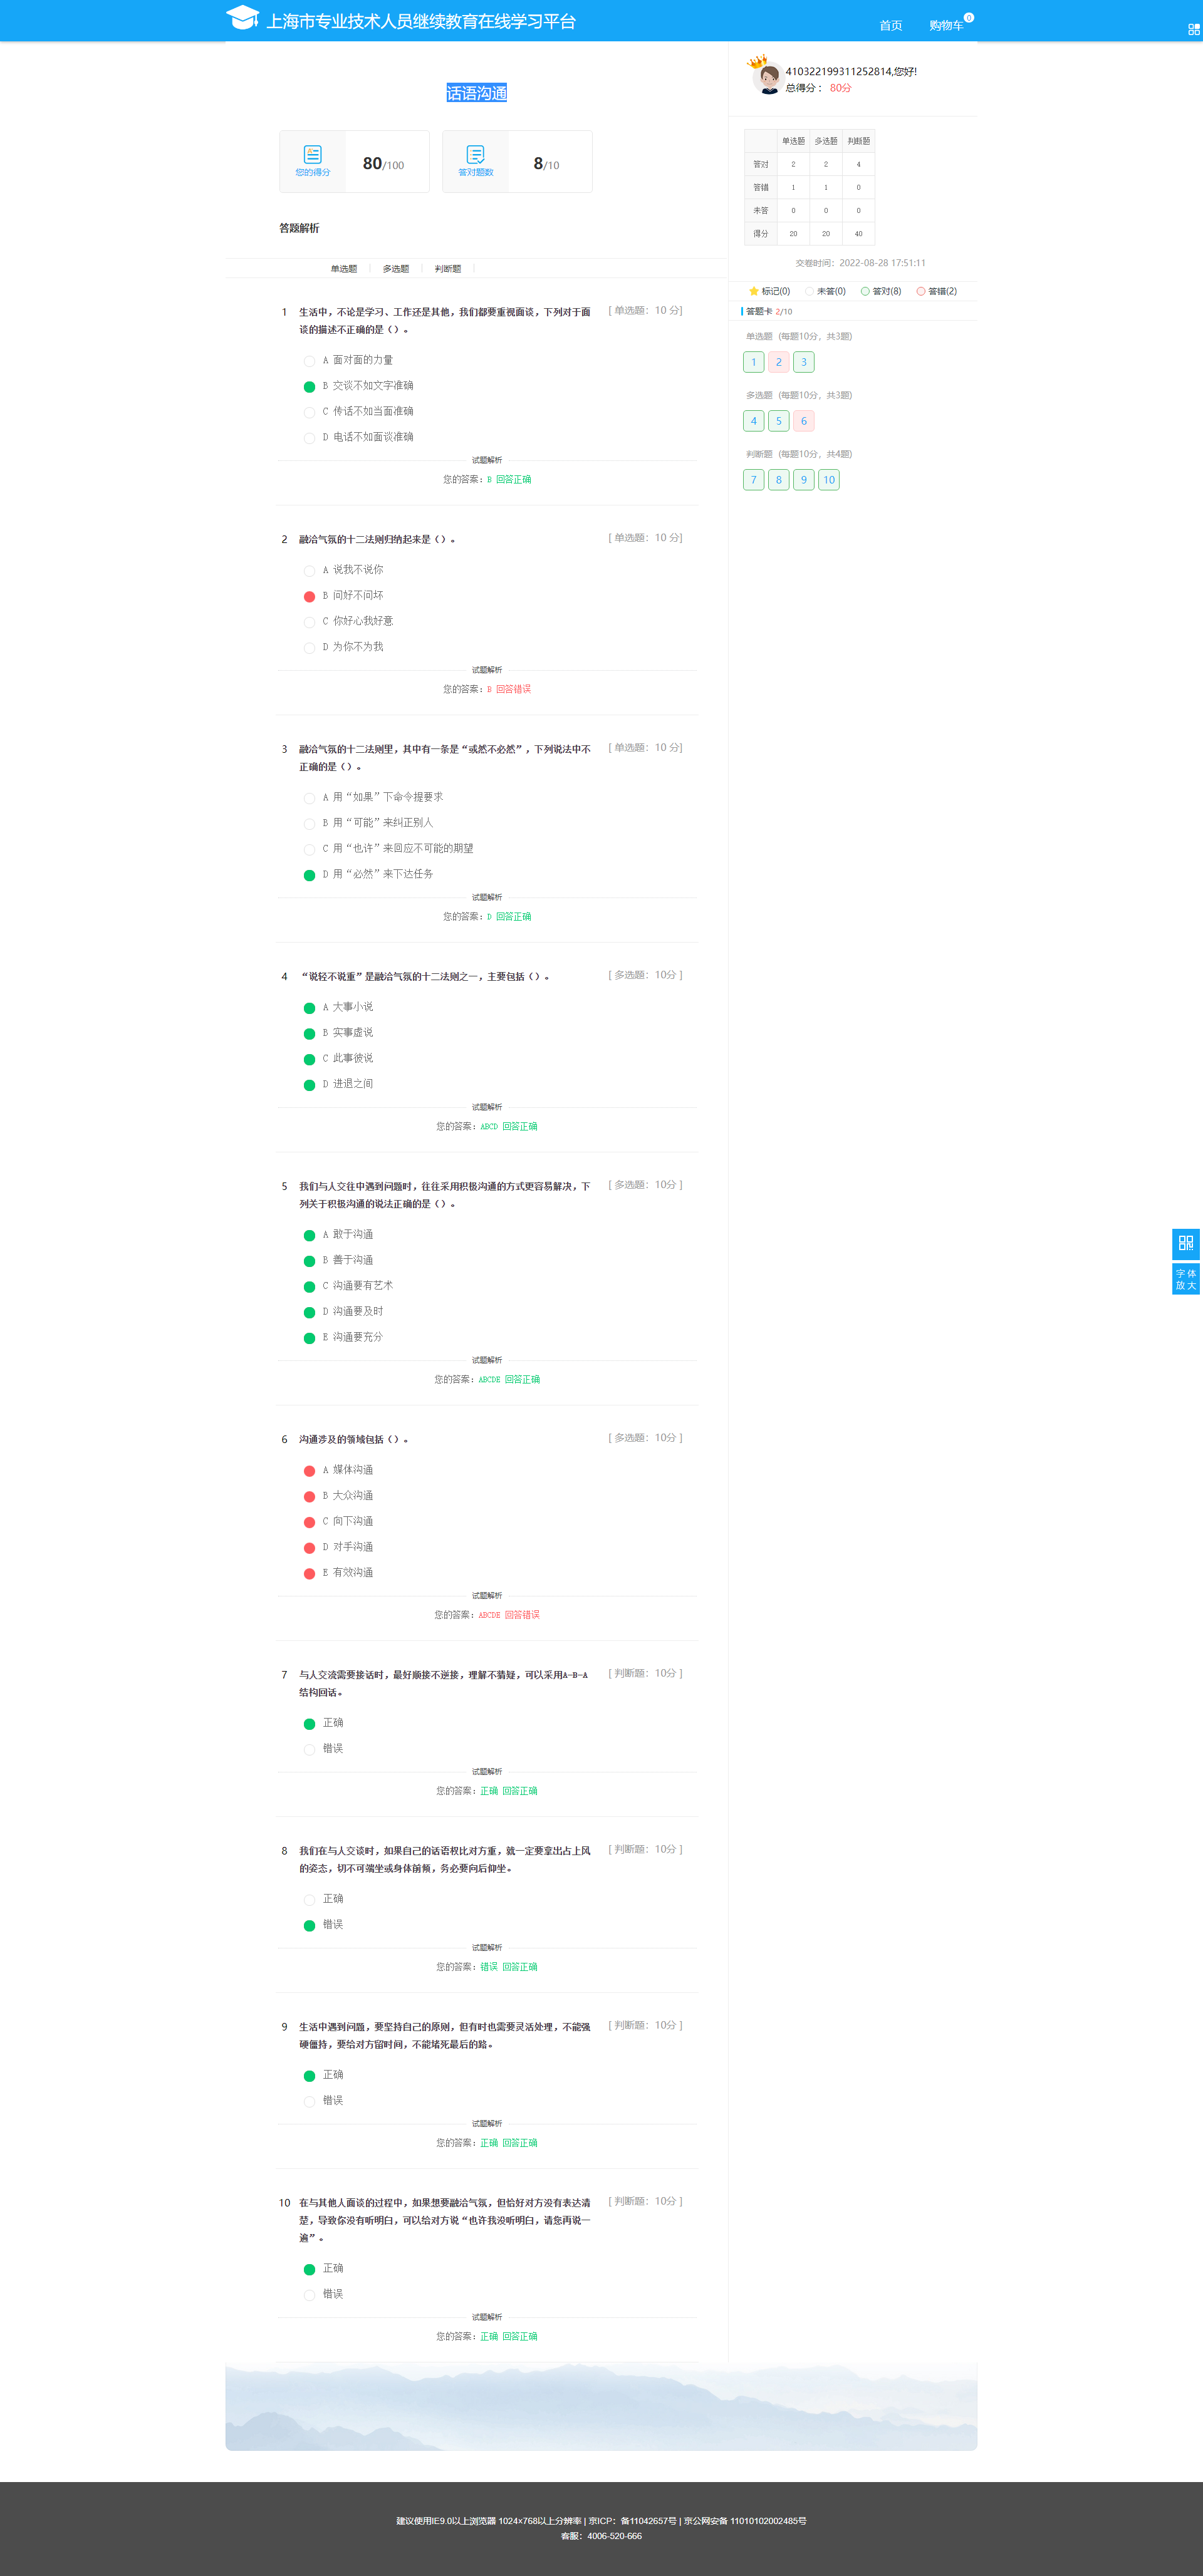 上海市专业技术人员继续教育在线学习平台
首页
购物车
0
话语沟通
您的得分
80/100
答对题数
8/10
答题解析
单选题
多选题
判断题
1 生活中，不论是学习、工作还是其他，我们都要重视面谈，下列对于面
谈的描述不正确的是（）。
[ 单选题：10 分]
A 面对面的力量
B 交谈不如文字准确
C 传话不如当面准确
D 电话不如面谈准确
试题解析
您的答案：B 回答正确
2 融洽气氛的十二法则归纳起来是（）。
[ 单选题：10 分]
A 说我不说你
B 问好不问坏
C 你好心我好意
D 为你不为我
试题解析
您的答案：B 回答错误
3 融洽气氛的十二法则里，其中有一条是“或然不必然”，下列说法中不
正确的是（）。
[ 单选题：10 分]
A 用“如果”下命令提要求
B 用“可能”来纠正别人
C 用“也许”来回应不可能的期望
D 用“必然”来下达任务
试题解析
您的答案：D 回答正确
4 “说轻不说重”是融洽气氛的十二法则之一，主要包括（）。
[ 多选题：10分 ]
A 大事小说
B 实事虚说
C 此事彼说
D 进退之间
试题解析
您的答案：ABCD 回答正确
5 我们与人交往中遇到问题时，往往采用积极沟通的方式更容易解决，下
列关于积极沟通的说法正确的是（）。
[ 多选题：10分 ]
A 敢于沟通
B 善于沟通
C 沟通要有艺术
D 沟通要及时
E 沟通要充分
试题解析
您的答案：ABCDE 回答正确
6 沟通涉及的领域包括（）。
[ 多选题：10分 ]
A 媒体沟通
B 大众沟通
C 向下沟通
D 对手沟通
E 有效沟通
试题解析
您的答案：ABCDE 回答错误
7 与人交流需要接话时，最好顺接不逆接，理解不猜疑，可以采用A-B-A
结构回话。
[ 判断题：10分 ]
正确
错误
试题解析
您的答案：正确 回答正确
8 我们在与人交谈时，如果自己的话语权比对方重，就一定要拿出占上风
的姿态，切不可端坐或身体前倾，务必要向后仰坐。
[ 判断题：10分 ]
正确
错误
试题解析
您的答案：错误 回答正确
9 生活中遇到问题，要坚持自己的原则，但有时也需要灵活处理，不能强
硬僵持，要给对方留时间，不能堵死最后的路。
[ 判断题：10分 ]
正确
错误
试题解析
您的答案：正确 回答正确
10 在与其他人面谈的过程中，如果想要融洽气氛，但恰好对方没有表达清
楚，导致你没有听明白，可以给对方说“也许我没听明白，请您再说一
遍”。
[ 判断题：10分 ]
正确
错误
试题解析
您的答案：正确 回答正确
410322199311252814,您好!
总得分： 80分
单选题 多选题 判断题
答对 2 2 4
答错 1 1 0
未答 0 0 0
得分 20 20 40
交卷时间：2022-08-28 17:51:11
标记(0) 未答(0) 答对(8) 答错(2)
答题卡 2/10
单选题（每题10分，共3题）
1 2 3
多选题（每题10分，共3题）
4 5 6
判断题（每题10分，共4题）
7 8 9 10
字体
放大
建议使用IE9.0以上浏览器 1024×768以上分辨率 | 京ICP：备11042657号 | 京公网安备 11010102002485号
客服：4006-520-666